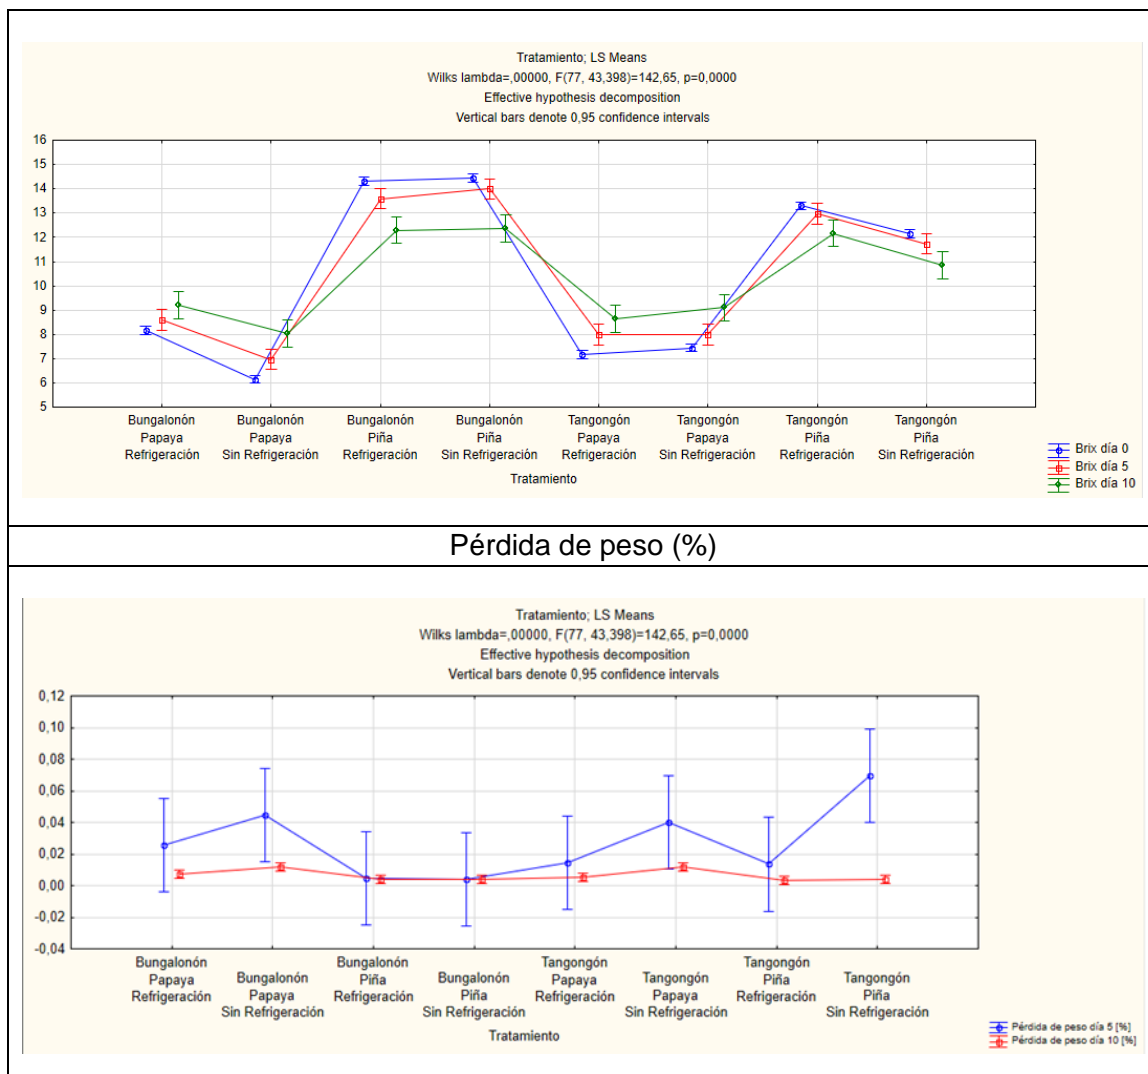 Tratamiento; LS Means
Wilks lambda=,00000, F(77, 43,398)=142,65, p=0,0000
Effective hypothesis decomposition
Vertical bars denote 0,95 confidence intervals
16
15
14
13
12
11
10
9
8
7
6
5
Bungalonón Bungalonón Bungalonón Bungalonón Tangongón Tangongón Tangongón Tangongón
Papaya Papaya Piña Piña Papaya Papaya Piña Piña
Refrigeración Sin Refrigeración Refrigeración Sin Refrigeración Refrigeración Sin Refrigeración Refrigeración Sin Refrigeración
Tratamiento
Brix día 0
Brix día 5
Brix día 10
Pérdida de peso (%)
Tratamiento; LS Means
Wilks lambda=,00000, F(77, 43,398)=142,65, p=0,0000
Effective hypothesis decomposition
Vertical bars denote 0,95 confidence intervals
0,12
0,10
0,08
0,06
0,04
0,02
0,00
-0,02
-0,04
Bungalonón
Papaya
Refrigeración
Bungalonón
Papaya
Sin Refrigeración
Bungalonón
Piña
Refrigeración
Bungalonón
Piña
Sin Refrigeración
Tangongón
Papaya
Refrigeración
Tangongón
Papaya
Sin Refrigeración
Tangongón
Piña
Refrigeración
Tangongón
Piña
Sin Refrigeración
Tratamiento
Pérdida de peso día 5 [%]
Pérdida de peso día 10 [%]